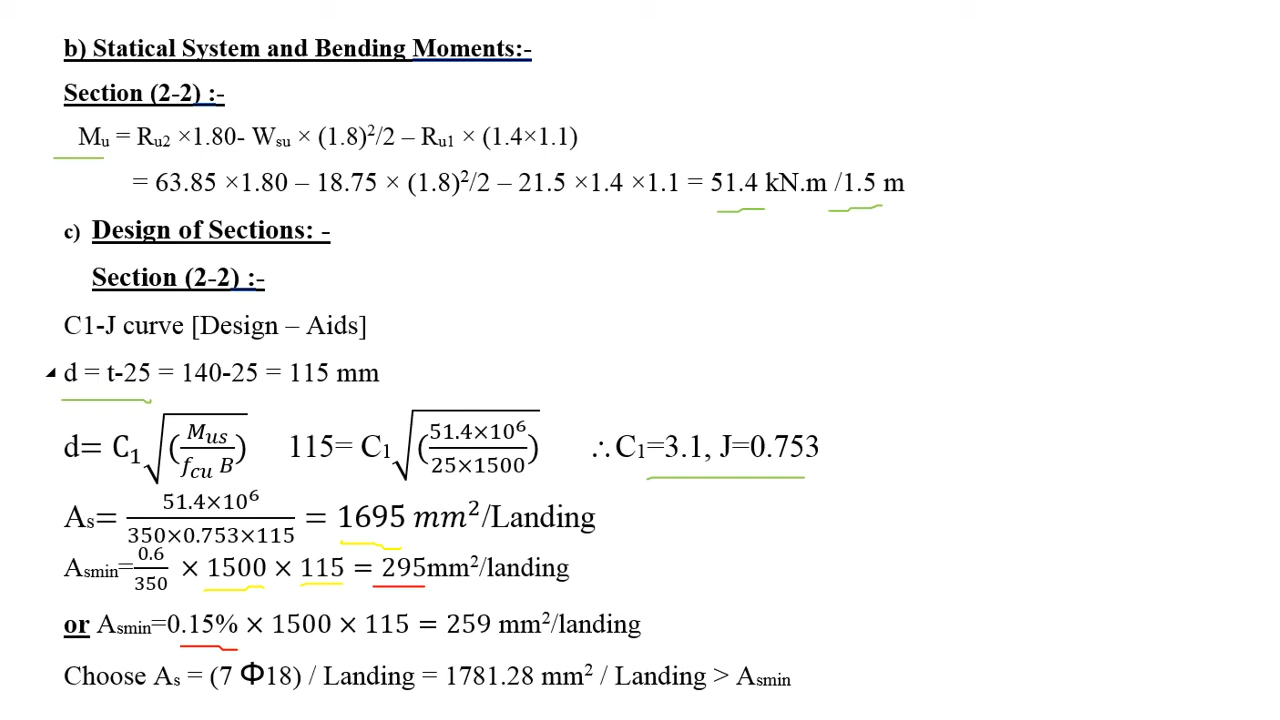 b) Statical System and Bending Moments:-
Section (2-2) :-
Mu = Ru2 ×1.80- Wsu × (1.8)²/2 – Ru1 × (1.4×1.1)
= 63.85 ×1.80 – 18.75 × (1.8)²/2 – 21.5 ×1.4 ×1.1 = 51.4 kN.m /1.5 m
c) Design of Sections: -
Section (2-2) :-
C1-J curve [Design – Aids]
d = t-25 = 140-25 = 115 mm
d= C₁√(Mus/(fcu B)) 115= C1√((51.4×10⁶)/(25×1500)) ∴C1=3.1, J=0.753
As= (51.4×10⁶)/(350×0.753×115) = 1695 mm²/Landing
Asmin=0.6/350 × 1500 × 115 = 295mm²/landing
or Asmin=0.15% × 1500 × 115 = 259 mm²/landing
Choose As = (7 Φ18) / Landing = 1781.28 mm² / Landing > Asmin